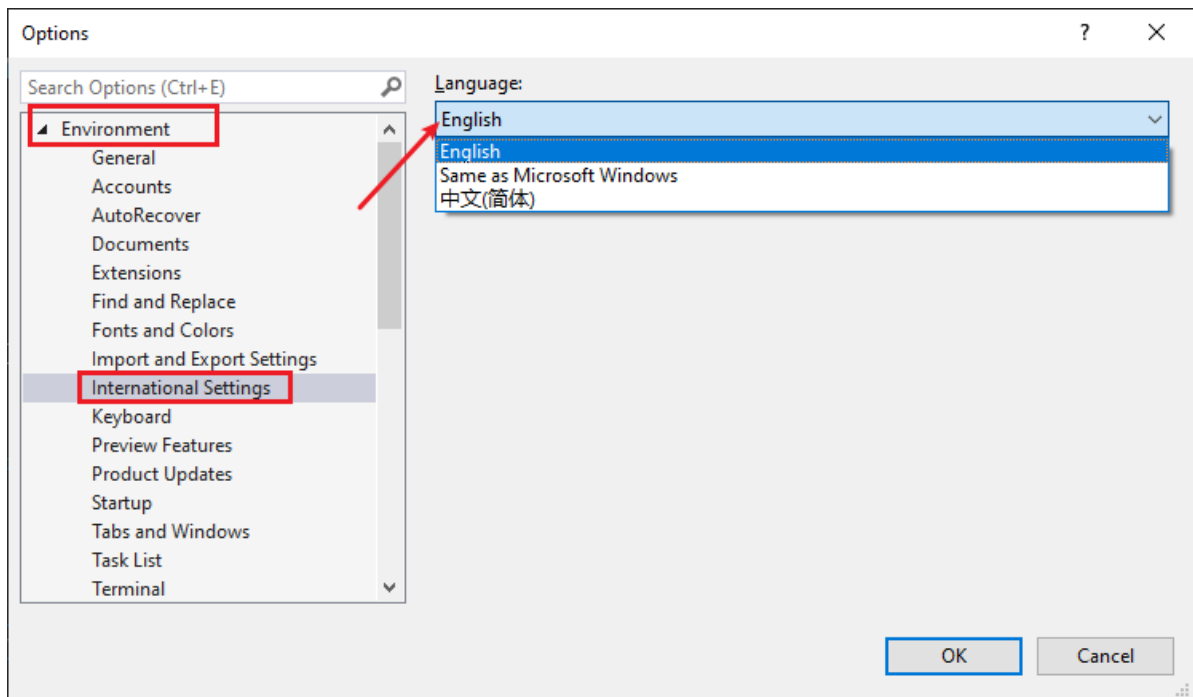 Options
?
Search Options (Ctrl+E)
Environment
General
Accounts
AutoRecover
Documents
Extensions
Find and Replace
Fonts and Colors
Import and Export Settings
International Settings
Keyboard
Preview Features
Product Updates
Startup
Tabs and Windows
Task List
Terminal
Language:
English
English
Same as Microsoft Windows
中文(简体)
OK
Cancel